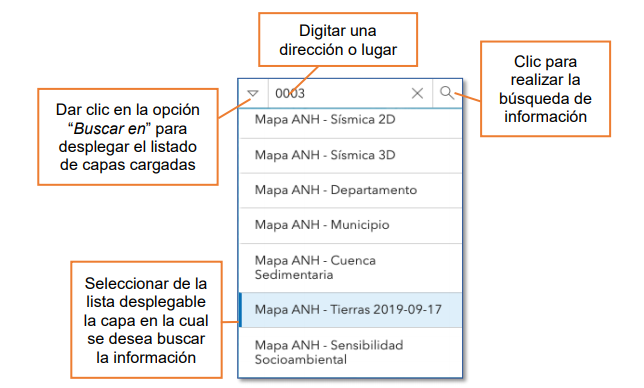 Digitar una
dirección o lugar
Clic para
realizar la
búsqueda de
información
Dar clic en la opción
“Buscar en” para
desplegar el listado
de capas cargadas
0003
Mapa ANH - Sísmica 2D
Mapa ANH - Sísmica 3D
Mapa ANH - Departamento
Mapa ANH - Municipio
Mapa ANH - Cuenca
Sedimentaria
Mapa ANH - Tierras 2019-09-17
Mapa ANH - Sensibilidad
Socioambiental
Seleccionar de la
lista desplegable
la capa en la cual
se desea buscar
la información